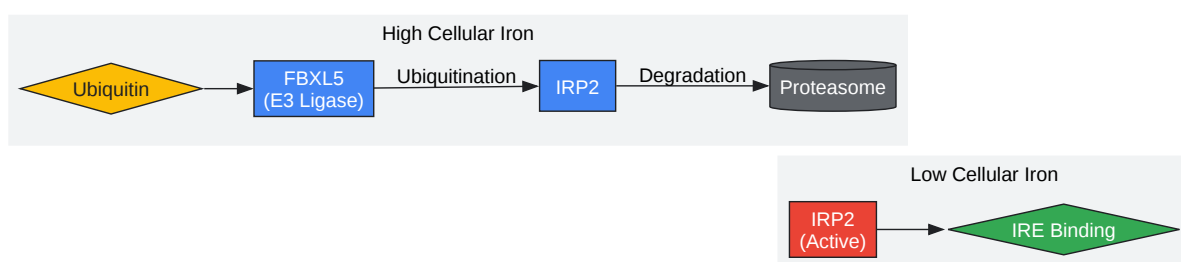 High Cellular Iron
Ubiquitin
FBXL5
(E3 Ligase)
Ubiquitination
IRP2
Degradation
Proteasome
Low Cellular Iron
IRP2
(Active)
IRE Binding